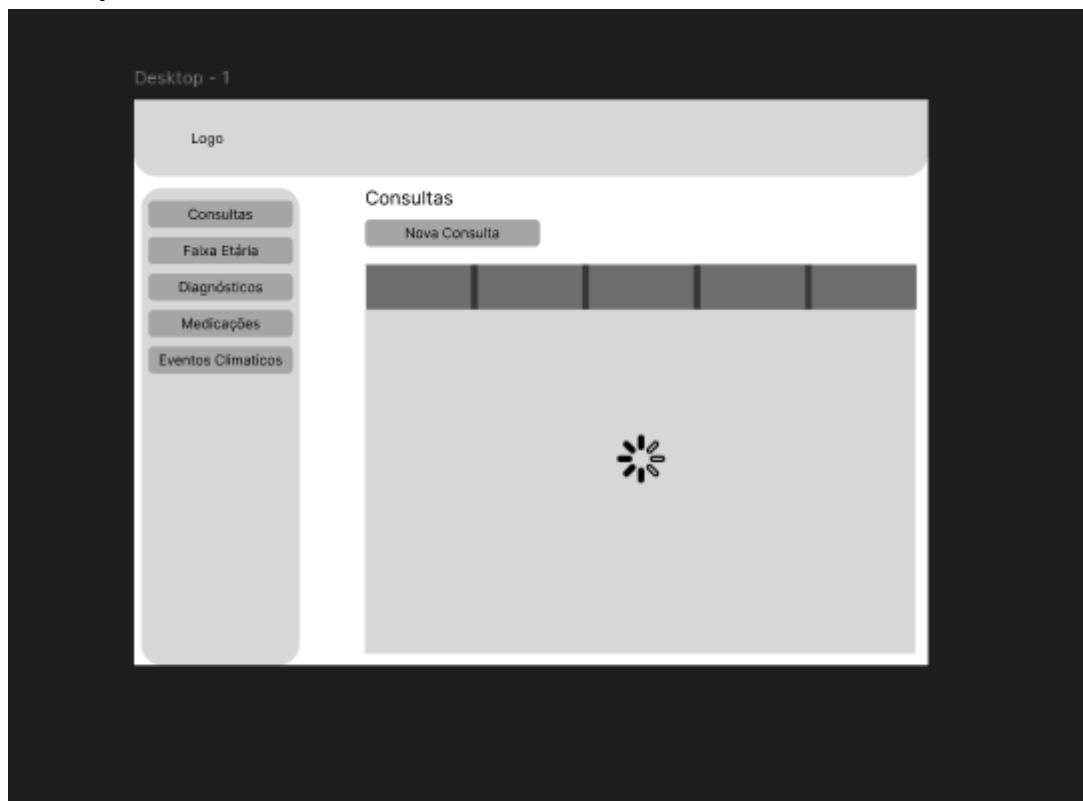 Desktop - 1
Logo
Consultas
Faixa Etária
Diagnósticos
Medicações
Eventos Climaticos
Consultas
Nova Consulta